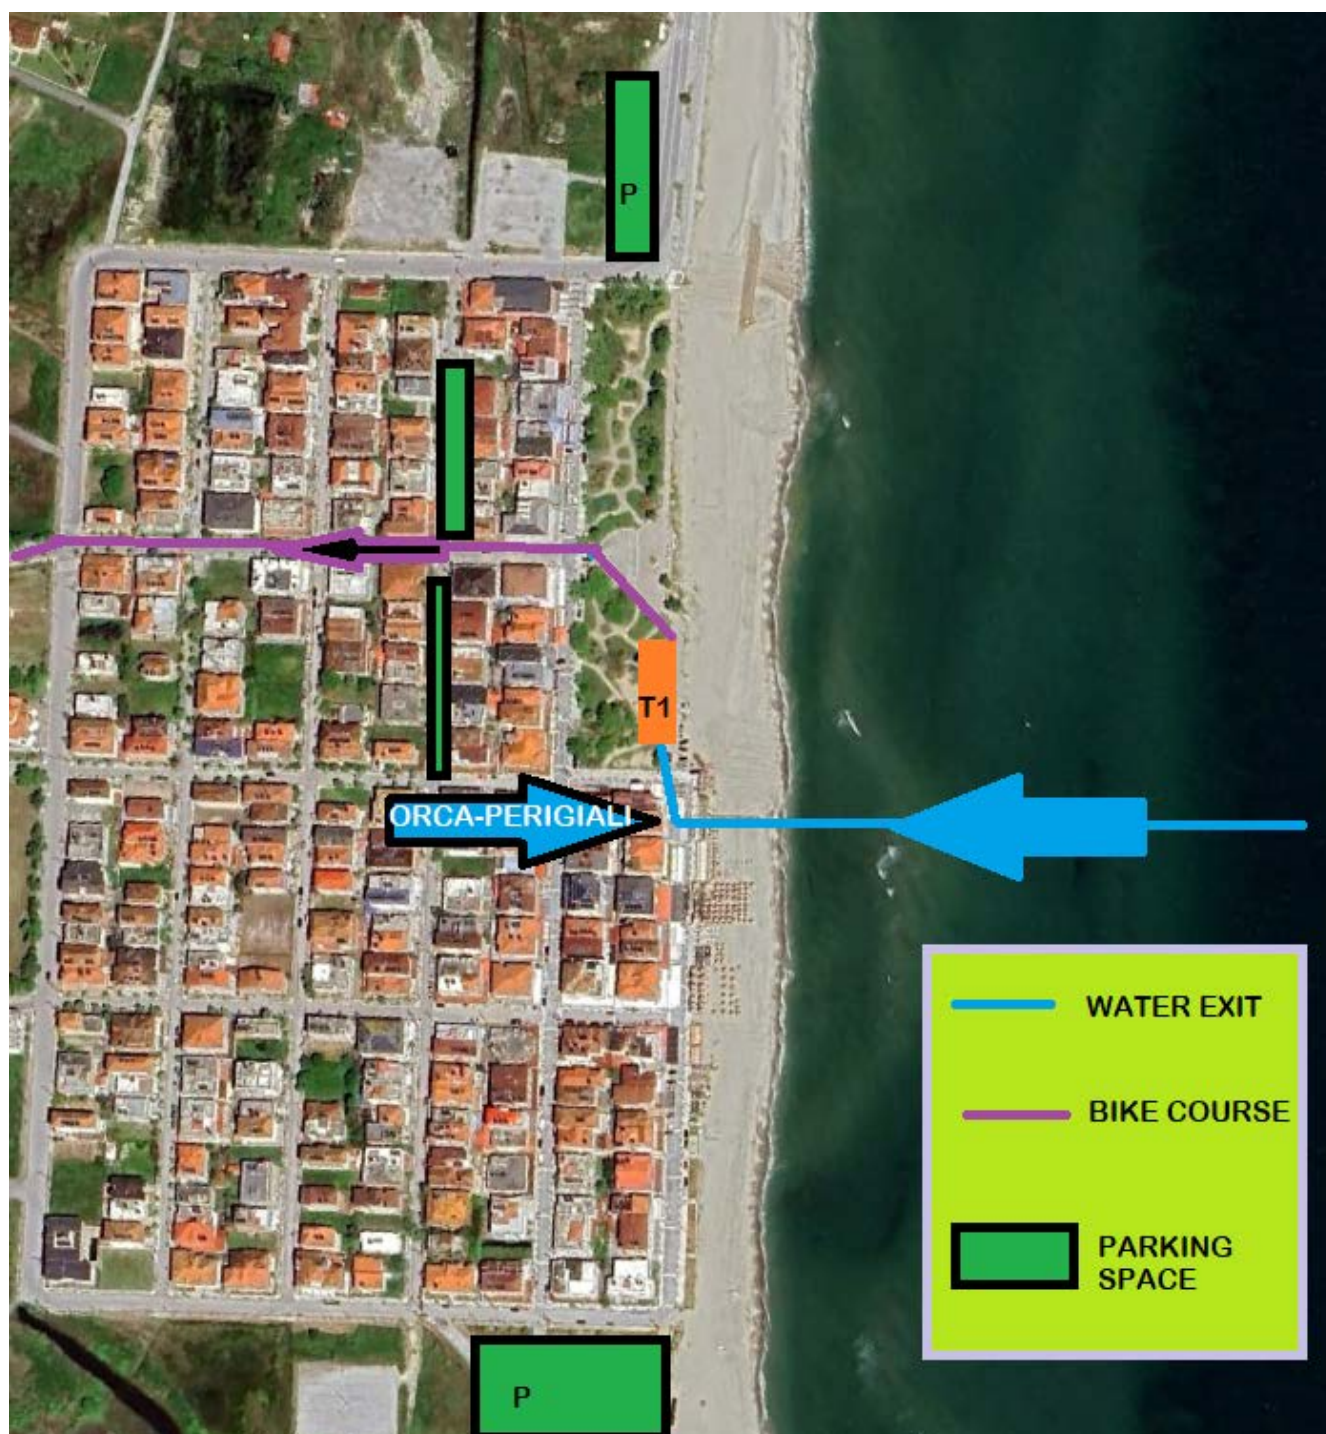 P
T1
ORCA-PERIGIALI
WATER EXIT
BIKE COURSE
PARKING
SPACE
P